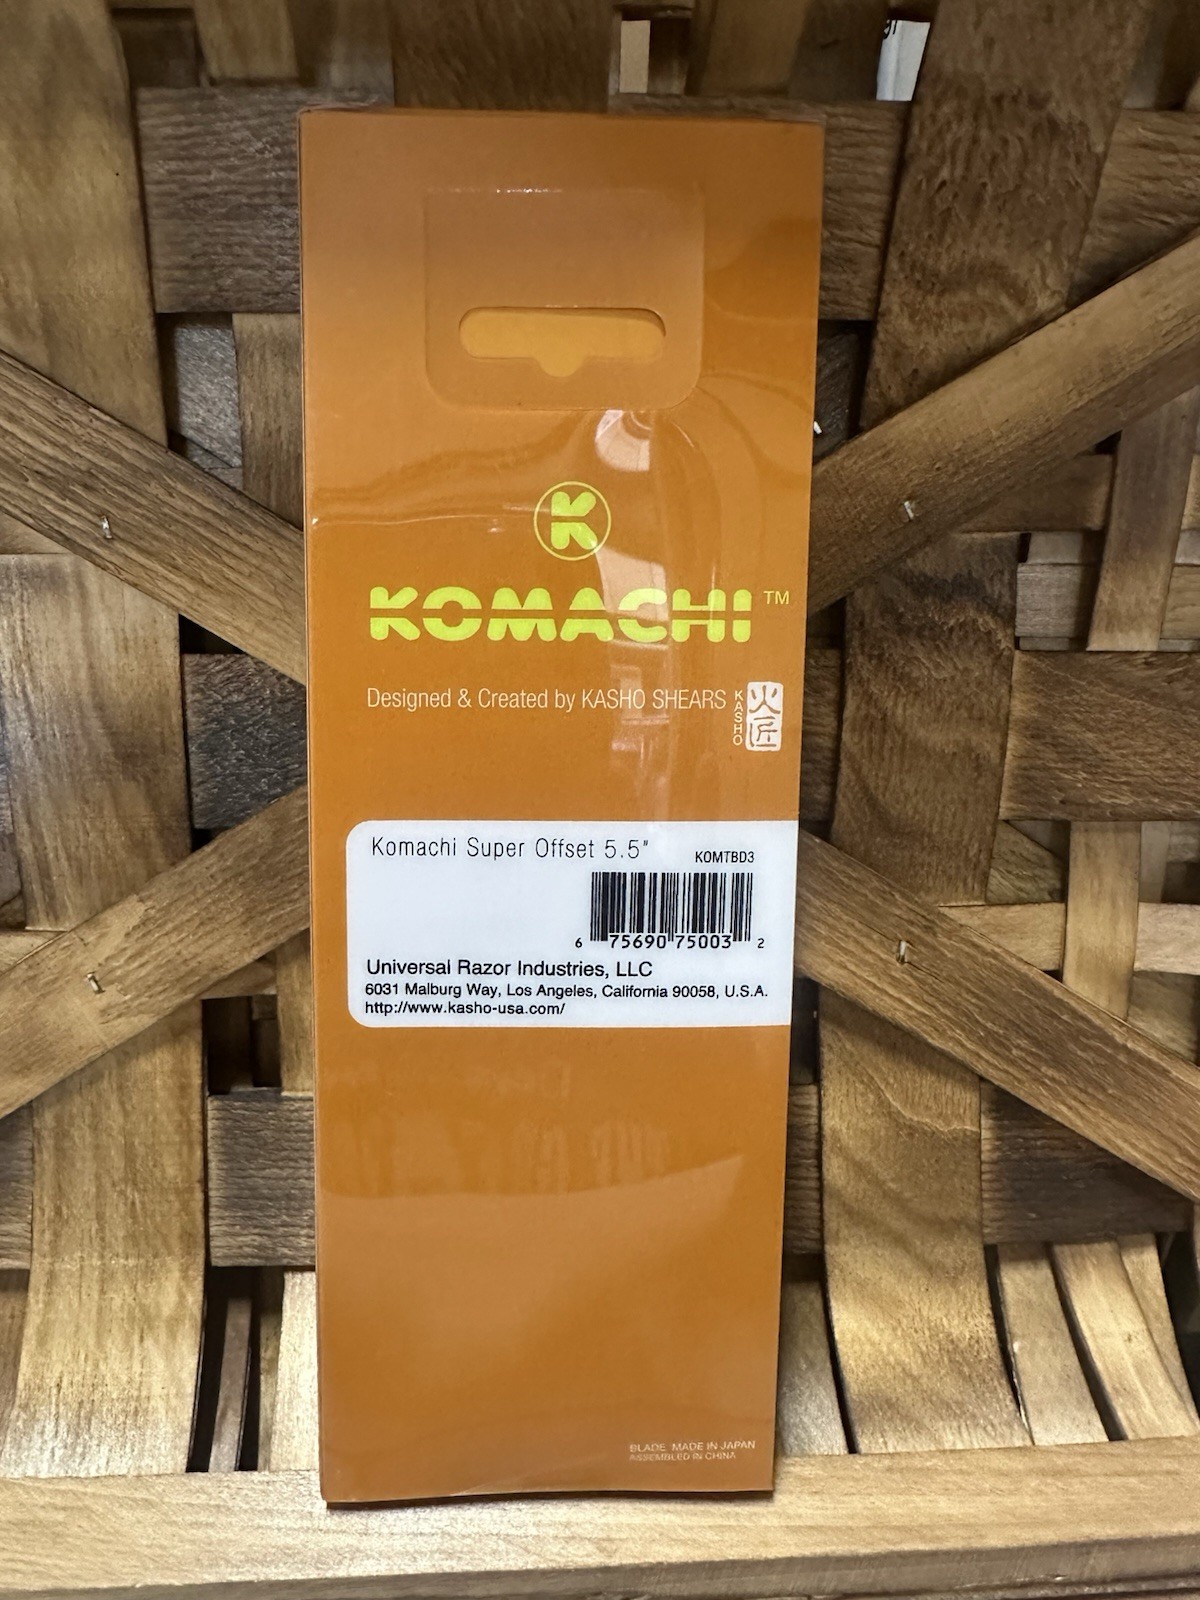 K
KOMACHI™
Designed & Created by KASHO SHEARS
KASHO
火匠
Komachi Super Offset 5.5"
KOMTBD3
6 75690 75003 2
Universal Razor Industries, LLC
6031 Malburg Way, Los Angeles, California 90058, U.S.A.
http://www.kasho-usa.com/
BLADE MADE IN JAPAN
ASSEMBLED IN CHINA